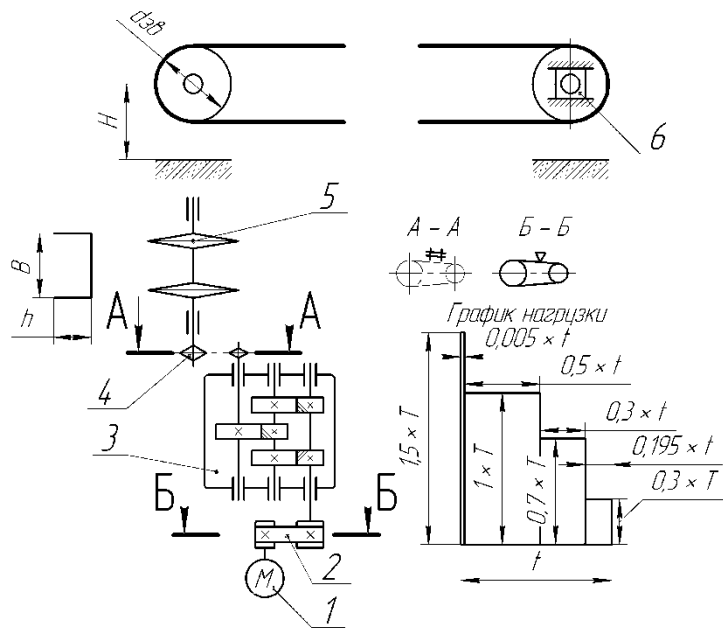 dзв
H
6
5
B
h
А
А
4
3
Б
Б
2
М
1
А - А
Б - Б
График нагрузки
0,005 × t
0,5 × t
0,3 × t
0,195 × t
0,3 × T
1,5 × T
1 × T
0,7 × T
t